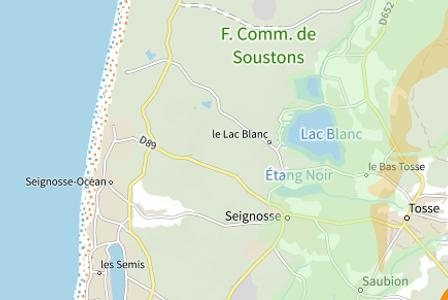 D652
F. Comm. de
Soustons
le Lac Blanc
Lac Blanc
D89
le Bas Tosse
Étang Noir
Seignosse-Océan
Tosse
Seignosse
les Semis
Saubion